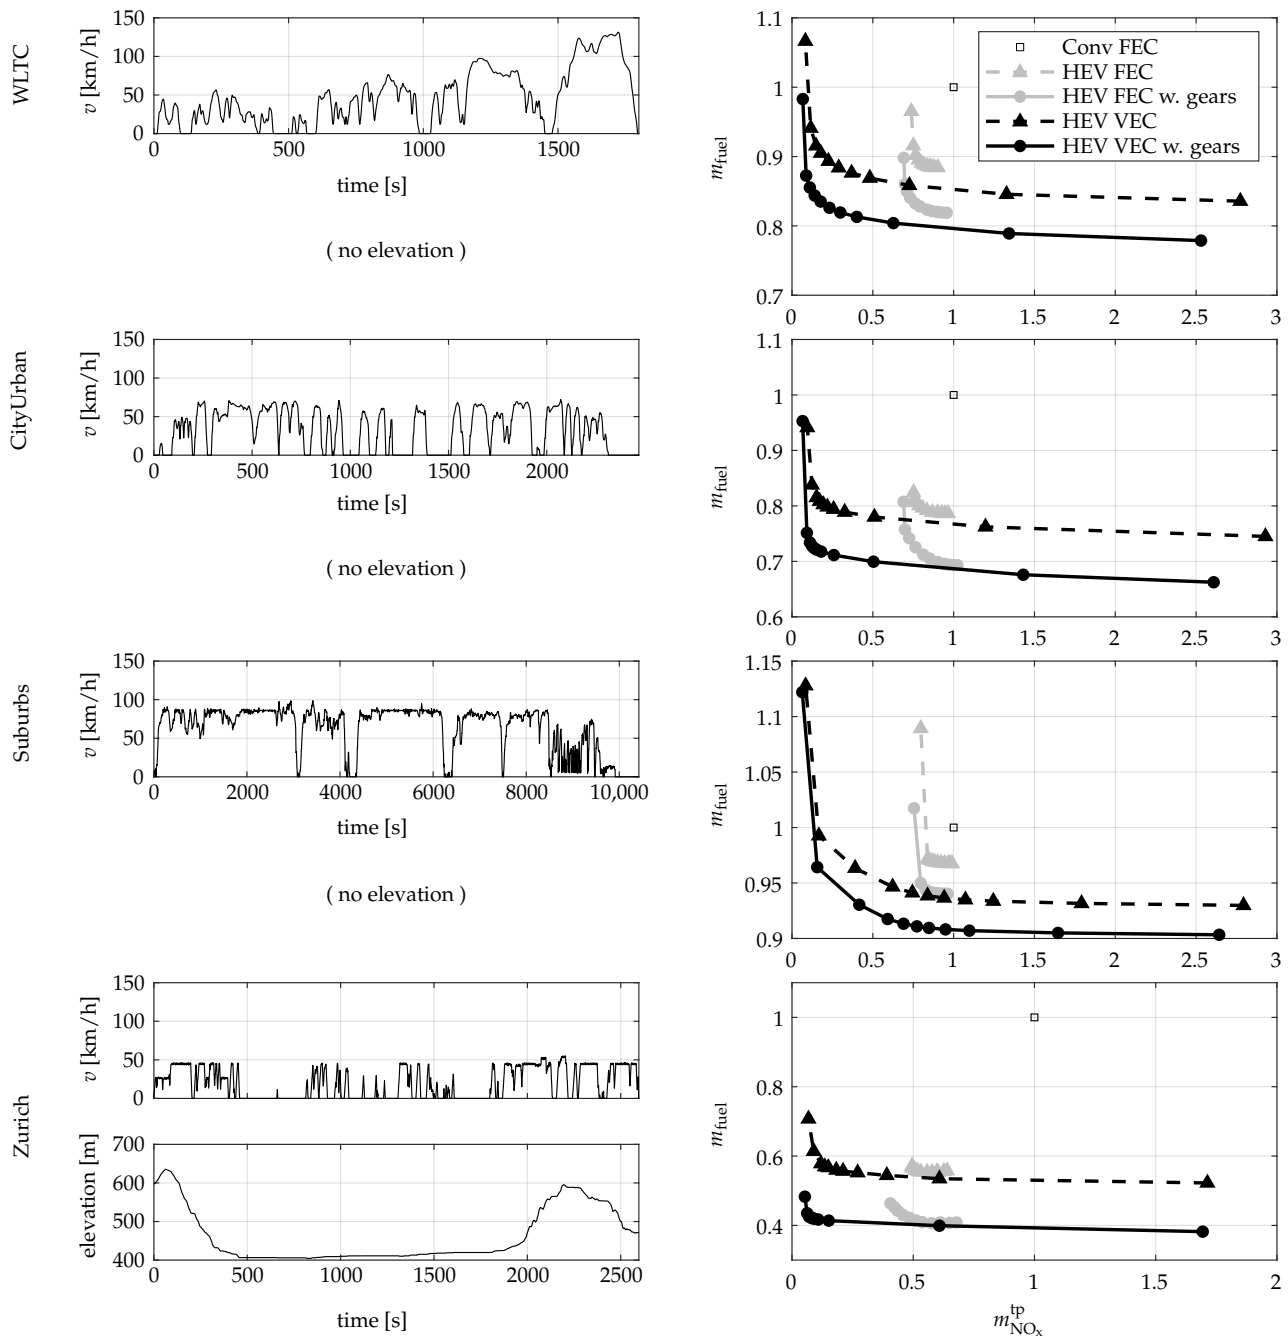 WLTC
v [km/h]
150
100
50
0
0 500 1000 1500
time [s]
( no elevation )
m_fuel
1.1
1
0.9
0.8
0.7
0 0.5 1 1.5 2 2.5 3
Conv FEC
HEV FEC
HEV FEC w. gears
HEV VEC
HEV VEC w. gears
CityUrban
v [km/h]
150
100
50
0
500 1000 1500 2000
time [s]
( no elevation )
m_fuel
1.1
1
0.9
0.8
0.7
0.6
0 0.5 1 1.5 2 2.5 3
Suburbs
v [km/h]
150
100
50
0
0 2000 4000 6000 8000 10,000
time [s]
( no elevation )
m_fuel
1.15
1.1
1.05
1
0.95
0.9
0 0.5 1 1.5 2 2.5 3
Zurich
v [km/h]
150
100
50
0
0 500 1000 1500 2000 2500
elevation [m]
700
600
500
400
0 500 1000 1500 2000 2500
time [s]
m_fuel
1
0.8
0.6
0.4
0 0.5 1 1.5 2
m_NOx^tp